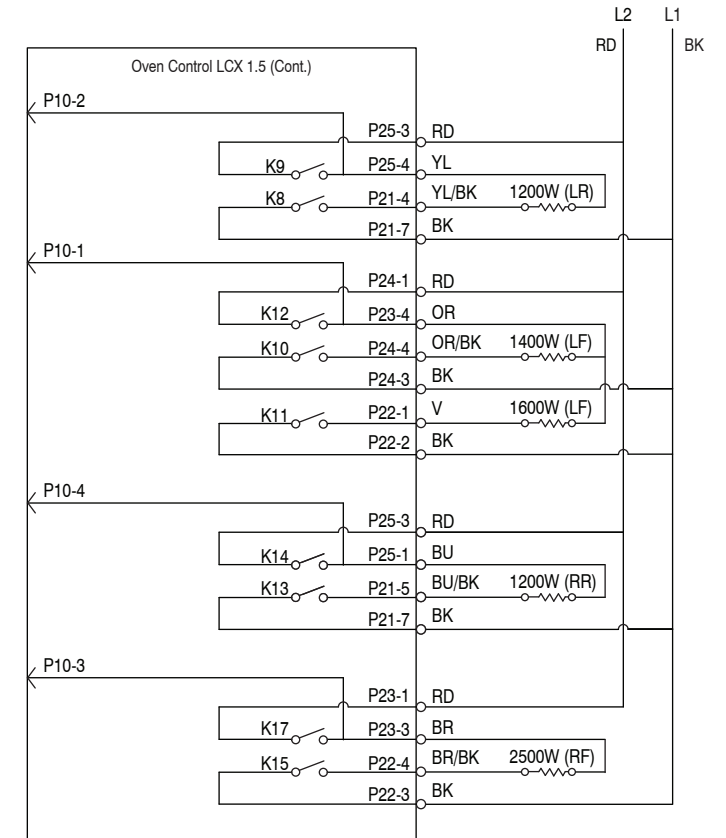 L2 L1
RD BK
Oven Control LCX 1.5 (Cont.)
P10-2
P25-3 RD
K9 P25-4 YL
K8 P21-4 YL/BK 1200W (LR)
P21-7 BK
P10-1
P24-1 RD
K12 P23-4 OR
K10 P24-4 OR/BK 1400W (LF)
P24-3 BK
K11 P22-1 V 1600W (LF)
P22-2 BK
P10-4
P25-3 RD
K14 P25-1 BU
K13 P21-5 BU/BK 1200W (RR)
P21-7 BK
P10-3
P23-1 RD
K17 P23-3 BR
K15 P22-4 BR/BK 2500W (RF)
P22-3 BK